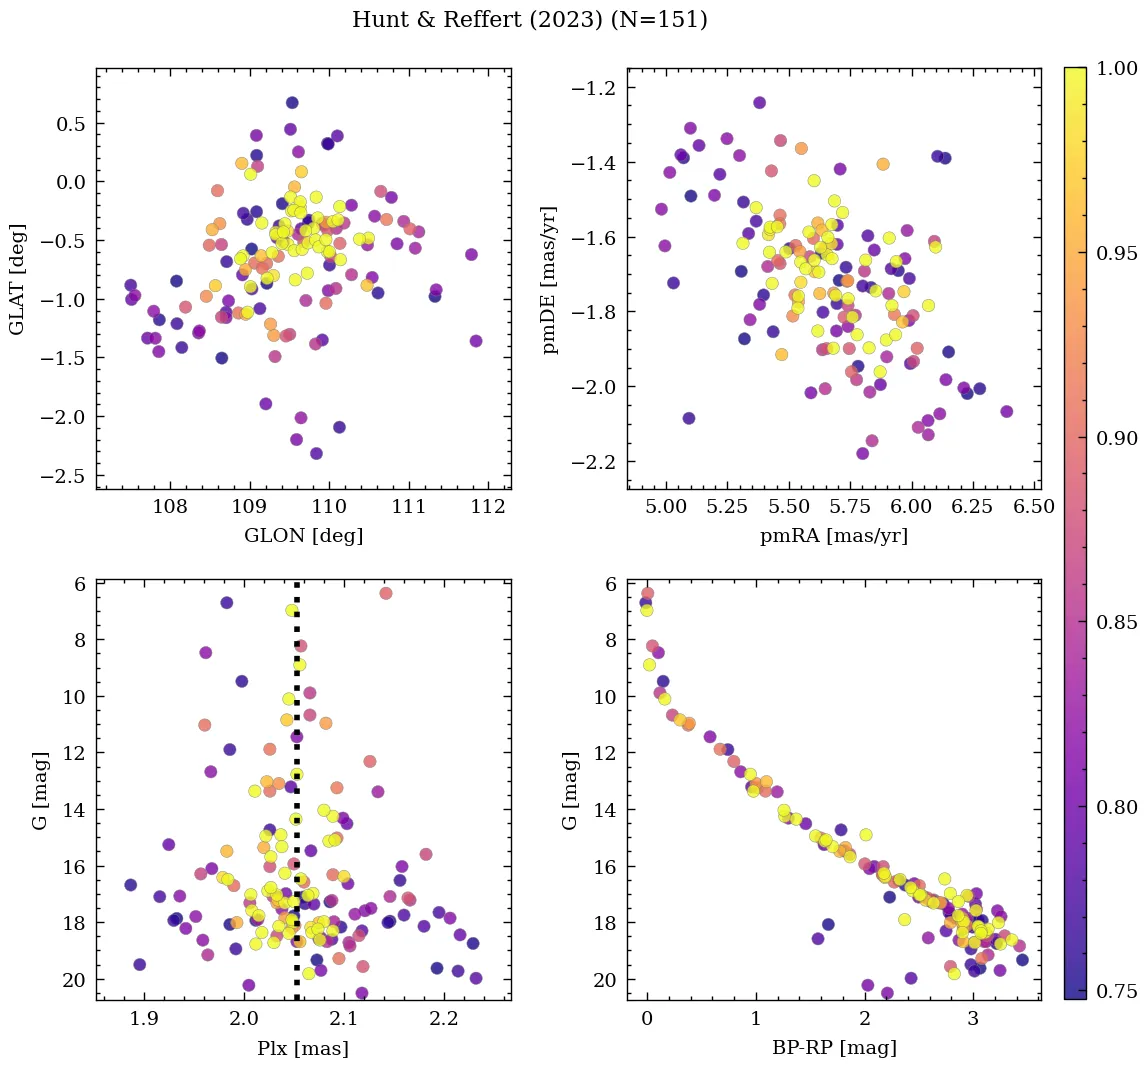 Hunt & Reffert (2023) (N=151)
0.5
0.0
−0.5
−1.0
−1.5
−2.0
−2.5
GLAT [deg]
108 109 110 111 112
GLON [deg]
−1.2
−1.4
−1.6
−1.8
−2.0
−2.2
pmDE [mas/yr]
5.00 5.25 5.50 5.75 6.00 6.25 6.50
pmRA [mas/yr]
6
8
10
12
14
16
18
20
G [mag]
1.9 2.0 2.1 2.2
Plx [mas]
6
8
10
12
14
16
18
20
G [mag]
0 1 2 3
BP-RP [mag]
1.00
0.95
0.90
0.85
0.80
0.75